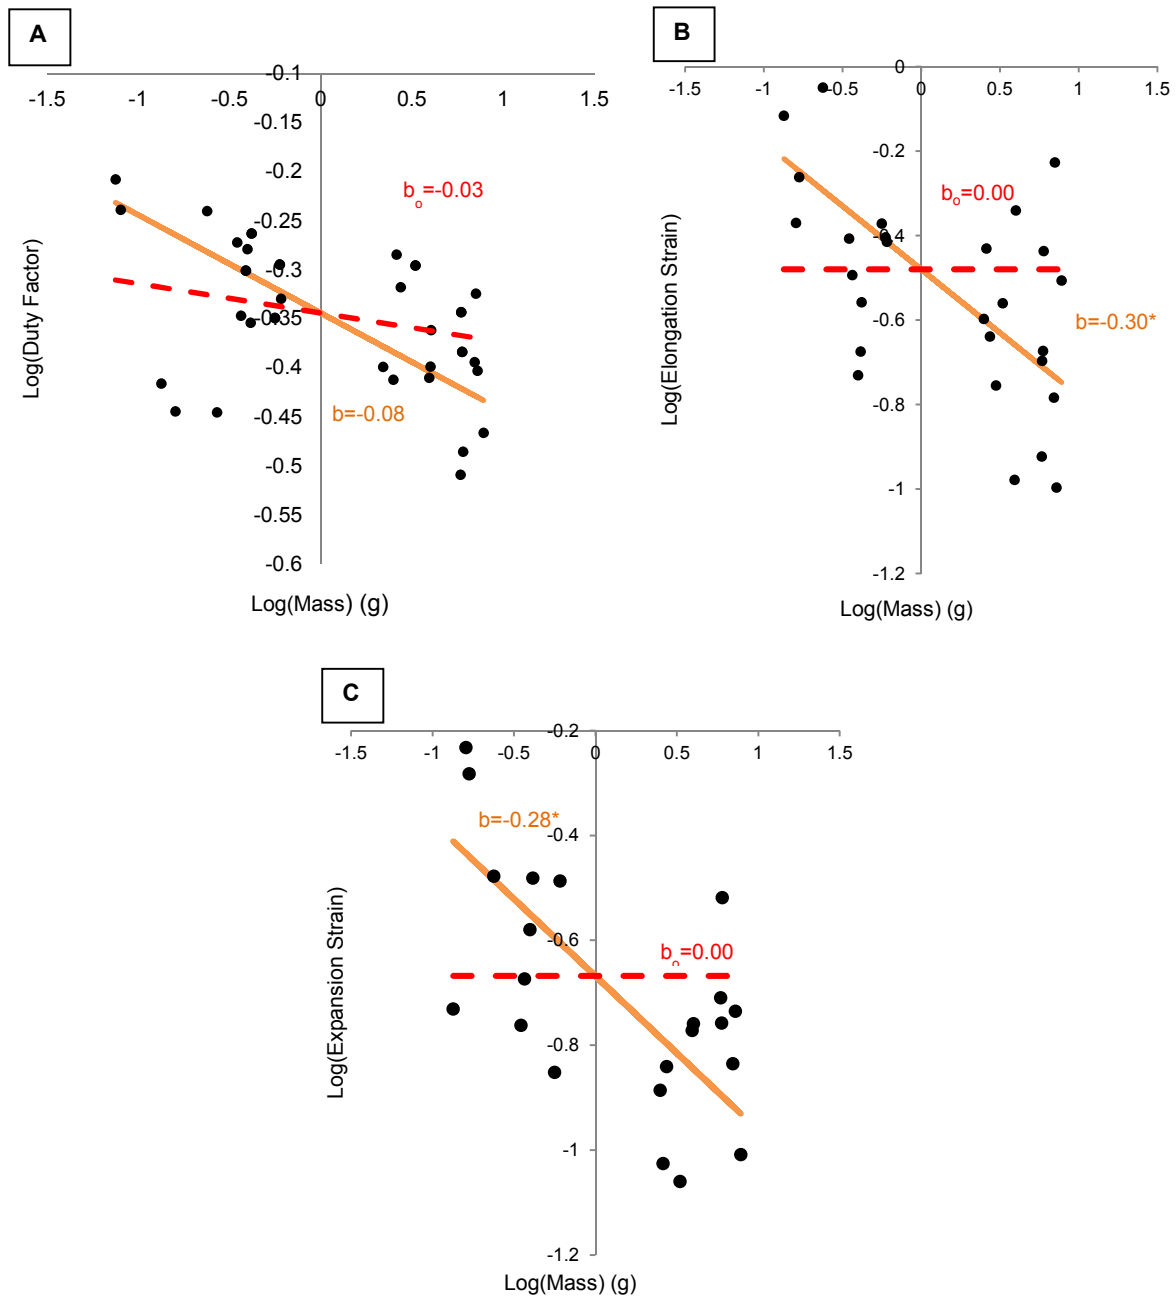 A
B
-0.1
-1.5 -1 -0.5 0 0.5 1 1.5
-0.15
-0.2
-0.25
-0.3
-0.35
-0.4
-0.45
-0.5
-0.55
-0.6
bo=-0.03
b=-0.08
Log(Duty Factor)
Log(Mass) (g)
0
-1.5 -1 -0.5 0 0.5 1 1.5
-0.2
-0.4
-0.6
-0.8
-1
-1.2
bo=0.00
b=-0.30*
Log(Elongation Strain)
Log(Mass) (g)
C
-0.2
-1.5 -1 -0.5 0 0.5 1 1.5
-0.4
-0.6
-0.8
-1
-1.2
b=-0.28*
bo=0.00
Log(Expansion Strain)
Log(Mass) (g)